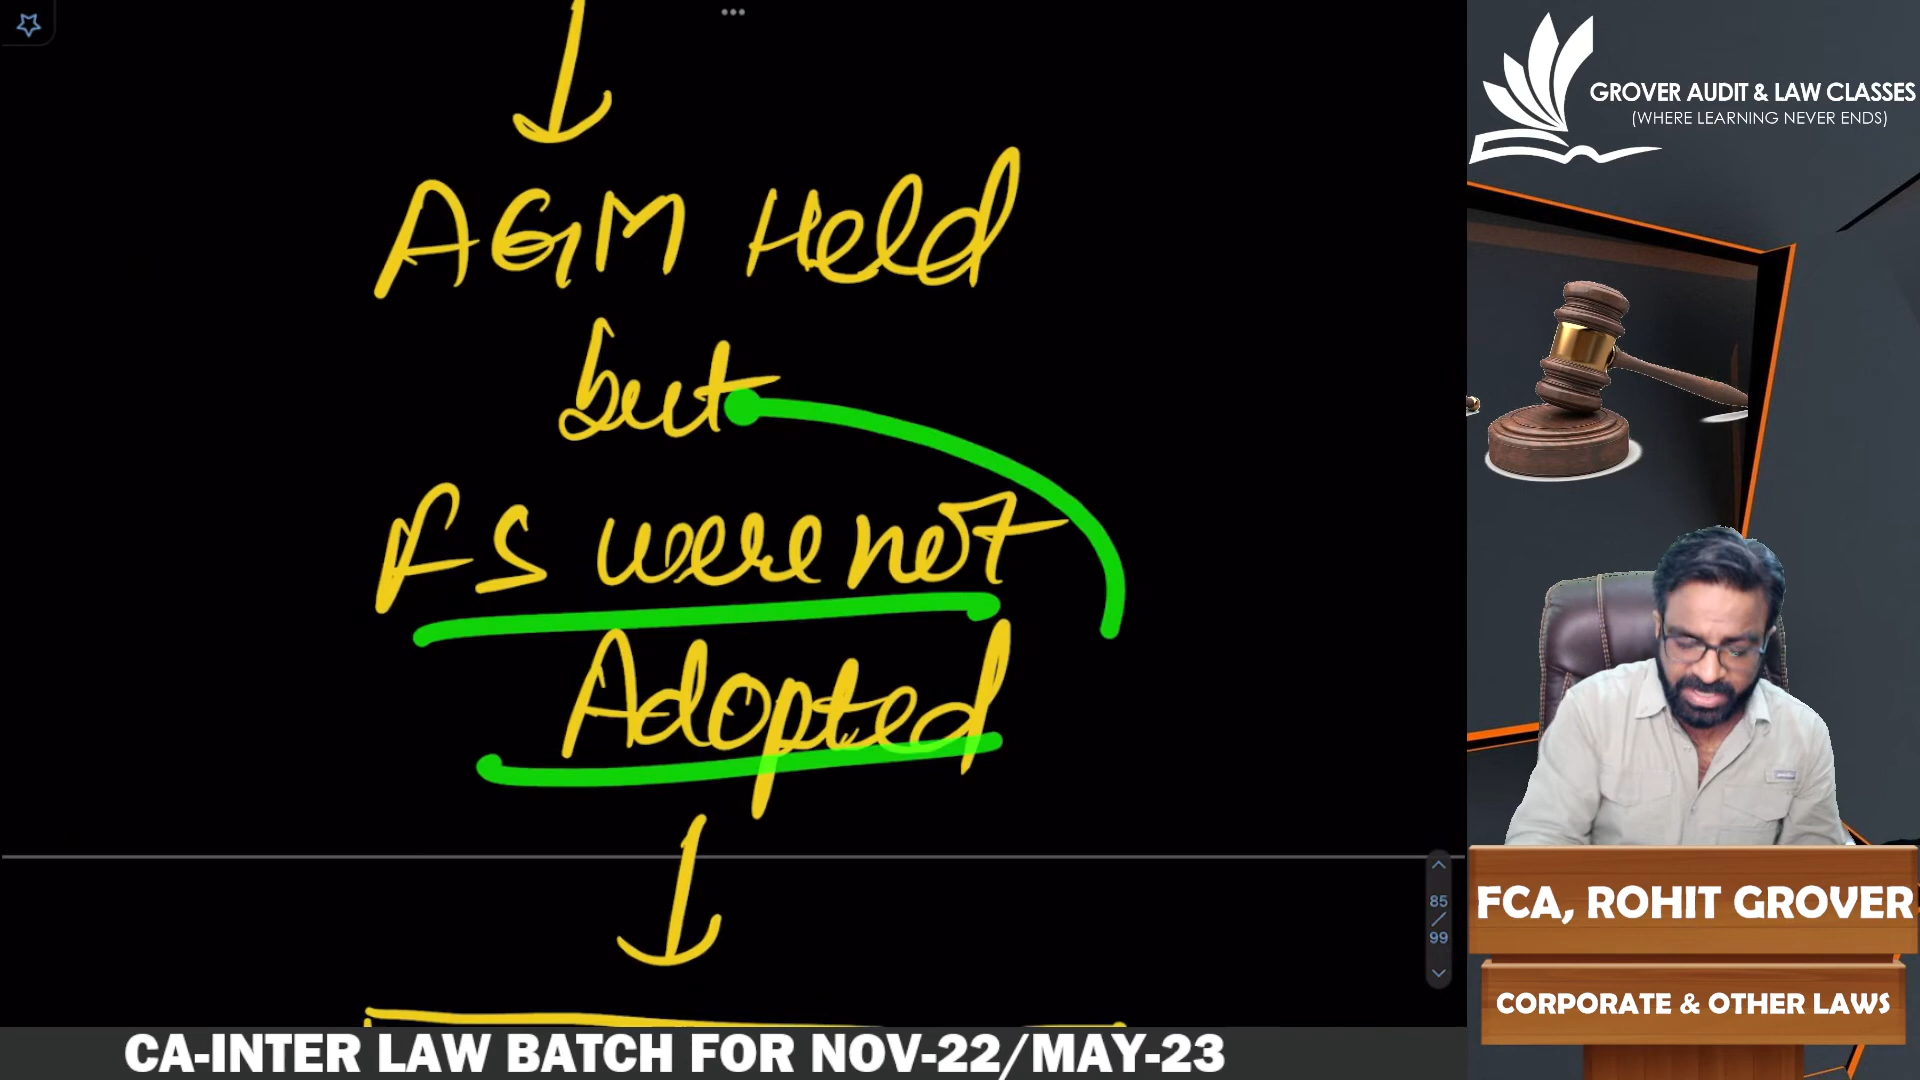 AGM Held
but
FS were not
Adopted
85
99
GROVER AUDIT & LAW CLASSES
(WHERE LEARNING NEVER ENDS)
FCA, ROHIT GROVER
CORPORATE & OTHER LAWS
CA-INTER LAW BATCH FOR NOV-22/MAY-23